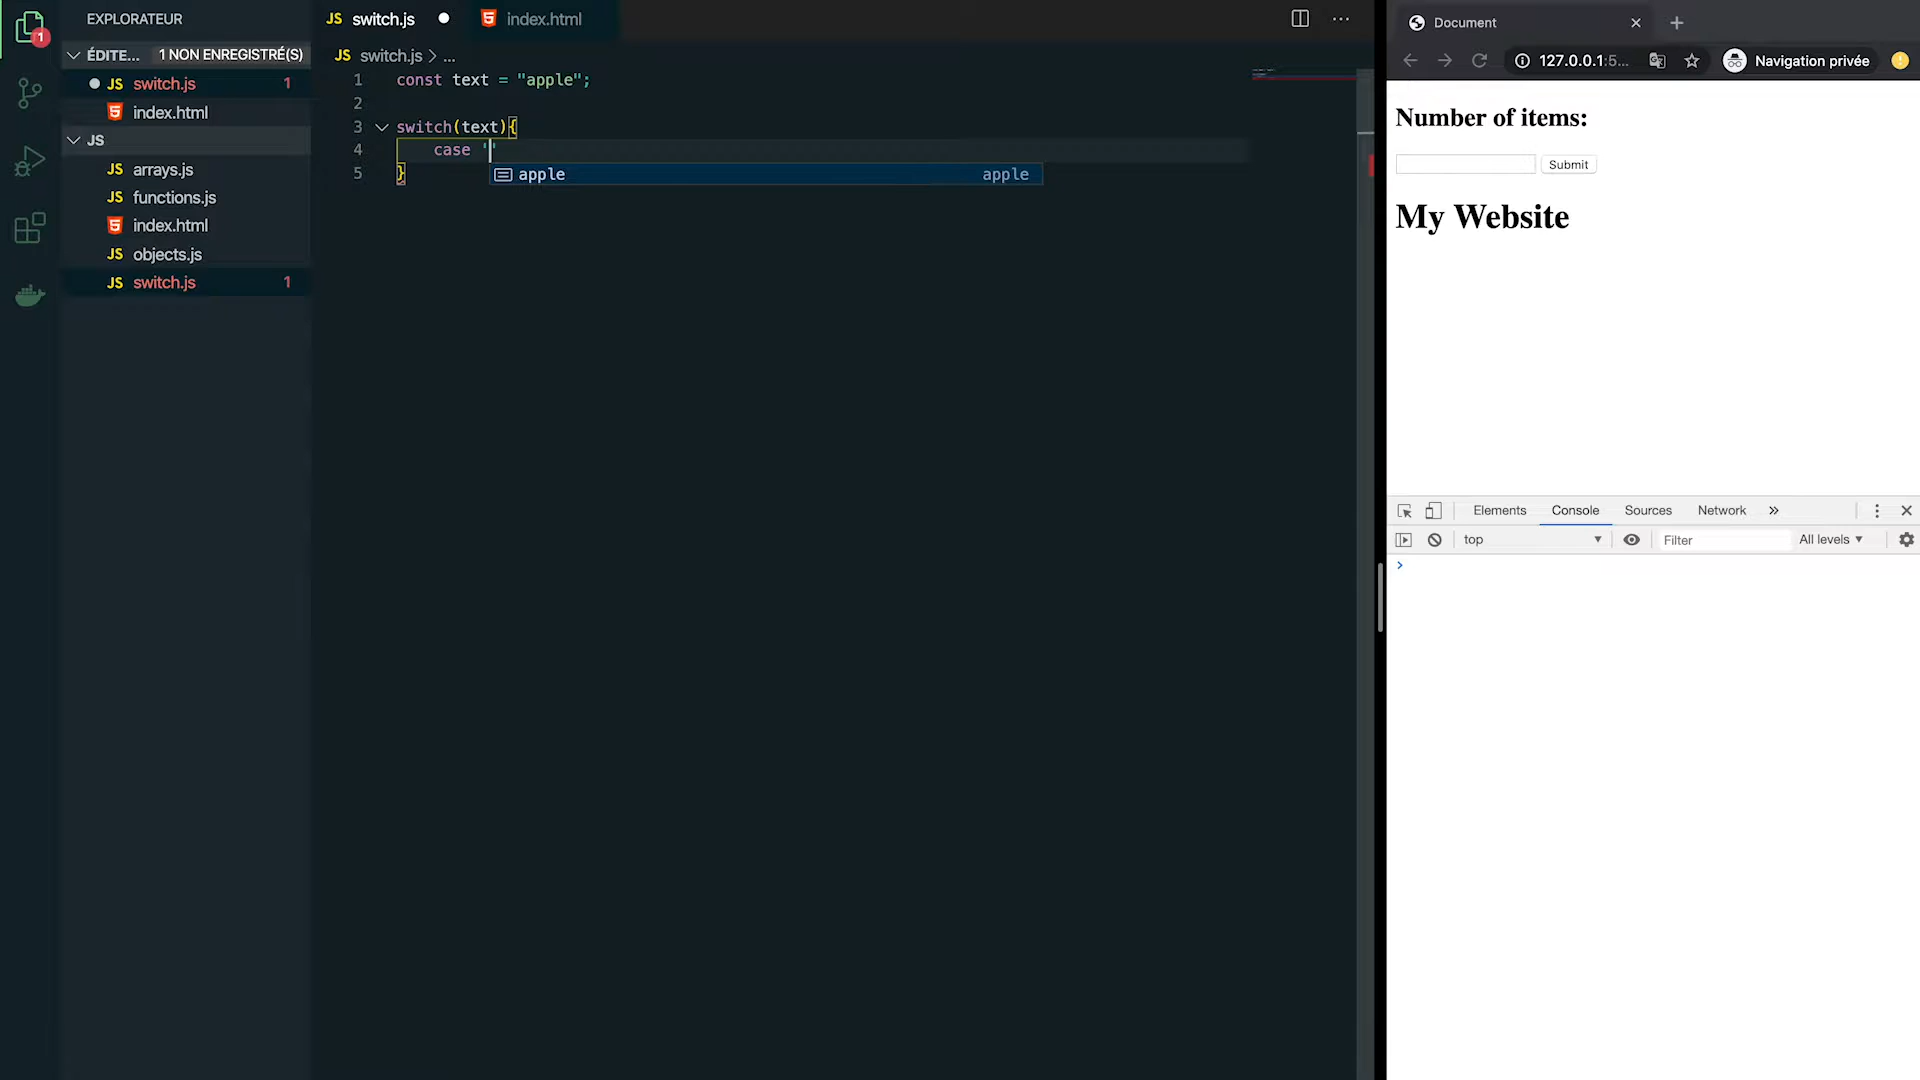 EXPLORATEUR
1
ÉDITE... 1 NON ENREGISTRÉ(S)
JS switch.js 1
index.html
JS
JS arrays.js
JS functions.js
index.html
JS objects.js
JS switch.js 1
JS switch.js
index.html
JS switch.js > ...
1 const text = "apple";
2
3 switch(text){
4 case ''
5 }
apple apple
Document
127.0.0.1:5... Navigation privée
Number of items:
Submit
My Website
Elements Console Sources Network »
top Filter All levels